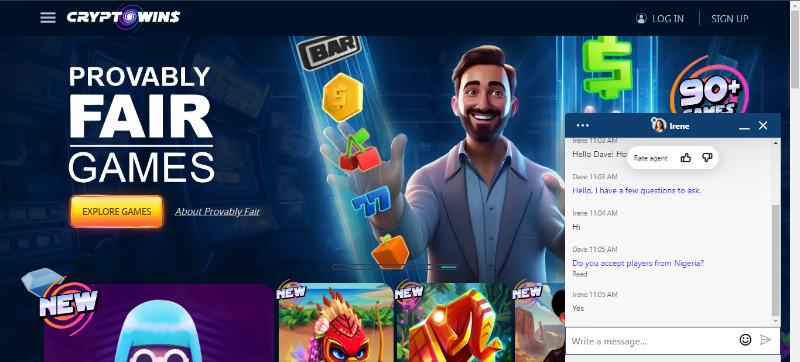 CRYPTOWIN$
LOG IN
SIGN UP
PROVABLY
FAIR
GAMES
EXPLORE GAMES
About Provably Fair
BAR
$
$
77
90+
GAMES
NEW
NEW
NEW
NEW
Irene
Irene 11:03 AM
Hello Dave! Ho
Rate agent
Dave 11:03 AM
Hello, I have a few questions to ask.
Irene 11:04 AM
Hi
Dave 11:05 AM
Do you accept players from Nigeria?
Read
Irene 11:05 AM
Yes
Write a message...